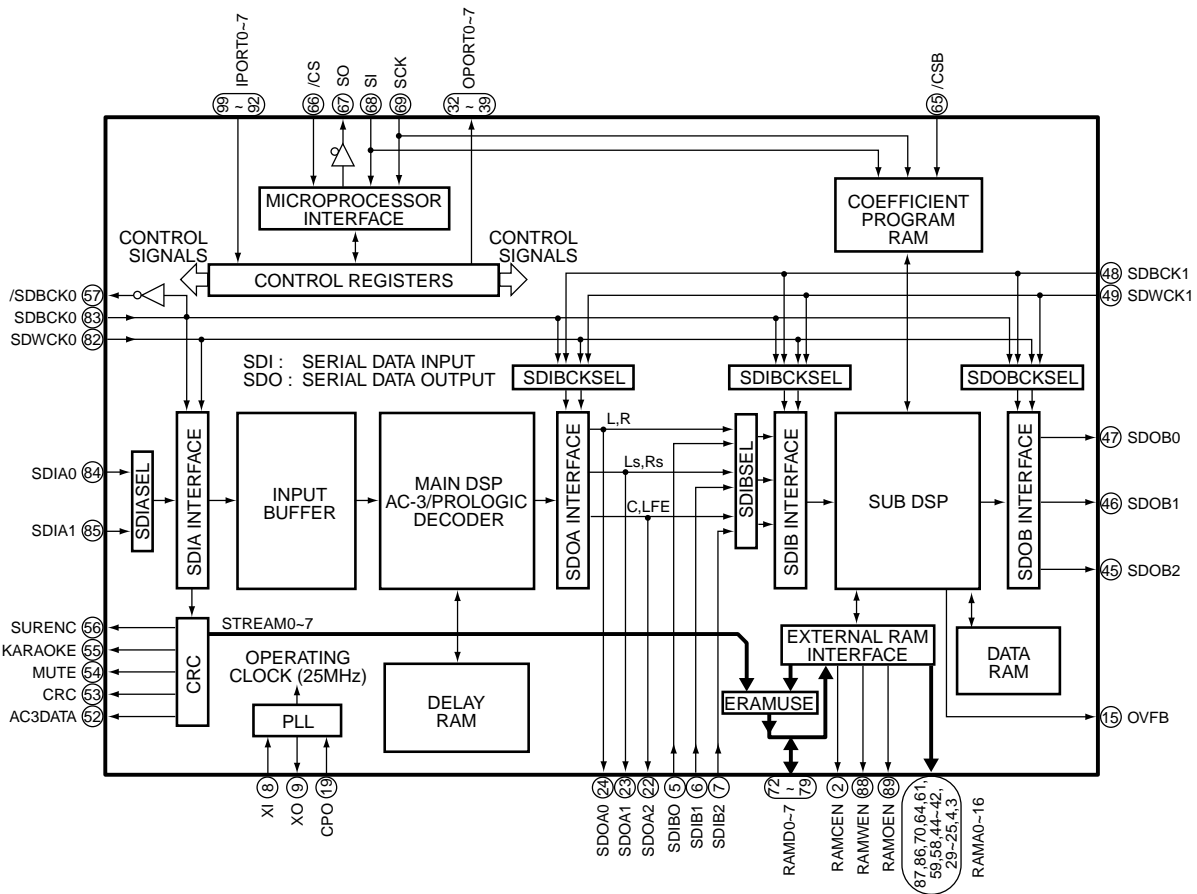 IPORT0~7
99
~
92
/CS
66
SO
67
SI
68
SCK
69
OPORT0~7
32
~
39
/CSB
65
MICROPROCESSOR
INTERFACE
COEFFICIENT
PROGRAM
RAM
CONTROL
SIGNALS
CONTROL REGISTERS
CONTROL
SIGNALS
/SDBCK0 57
SDBCK0 83
SDWCK0 82
48 SDBCK1
49 SDWCK1
SDI : SERIAL DATA INPUT
SDO : SERIAL DATA OUTPUT
SDIBCKSEL
SDIBCKSEL
SDOBCKSEL
SDIA0 84
SDIA1 85
SDIASEL
SDIA INTERFACE
INPUT
BUFFER
MAIN DSP
AC-3/PROLOGIC
DECODER
SDOA INTERFACE
L,R
Ls,Rs
C,LFE
SDIBSEL
SDIB INTERFACE
SUB DSP
SDOB INTERFACE
47 SDOB0
46 SDOB1
45 SDOB2
SURENC 56
KARAOKE 55
MUTE 54
CRC 53
AC3DATA 52
CRC
STREAM0~7
OPERATING
CLOCK (25MHz)
PLL
DELAY
RAM
ERAMUSE
EXTERNAL RAM
INTERFACE
DATA
RAM
15 OVFB
XI 8
XO 9
CPO 19
SDOA0 24
SDOA1 23
SDOA2 22
SDIBO 5
SDIB1 6
SDIB2 7
72
~
79
RAMD0~7
RAMCEN 2
RAMWEN 88
RAMOEN 89
87,86,70,64,61,
59,58,44~42,
29~25,4,3
RAMA0~16